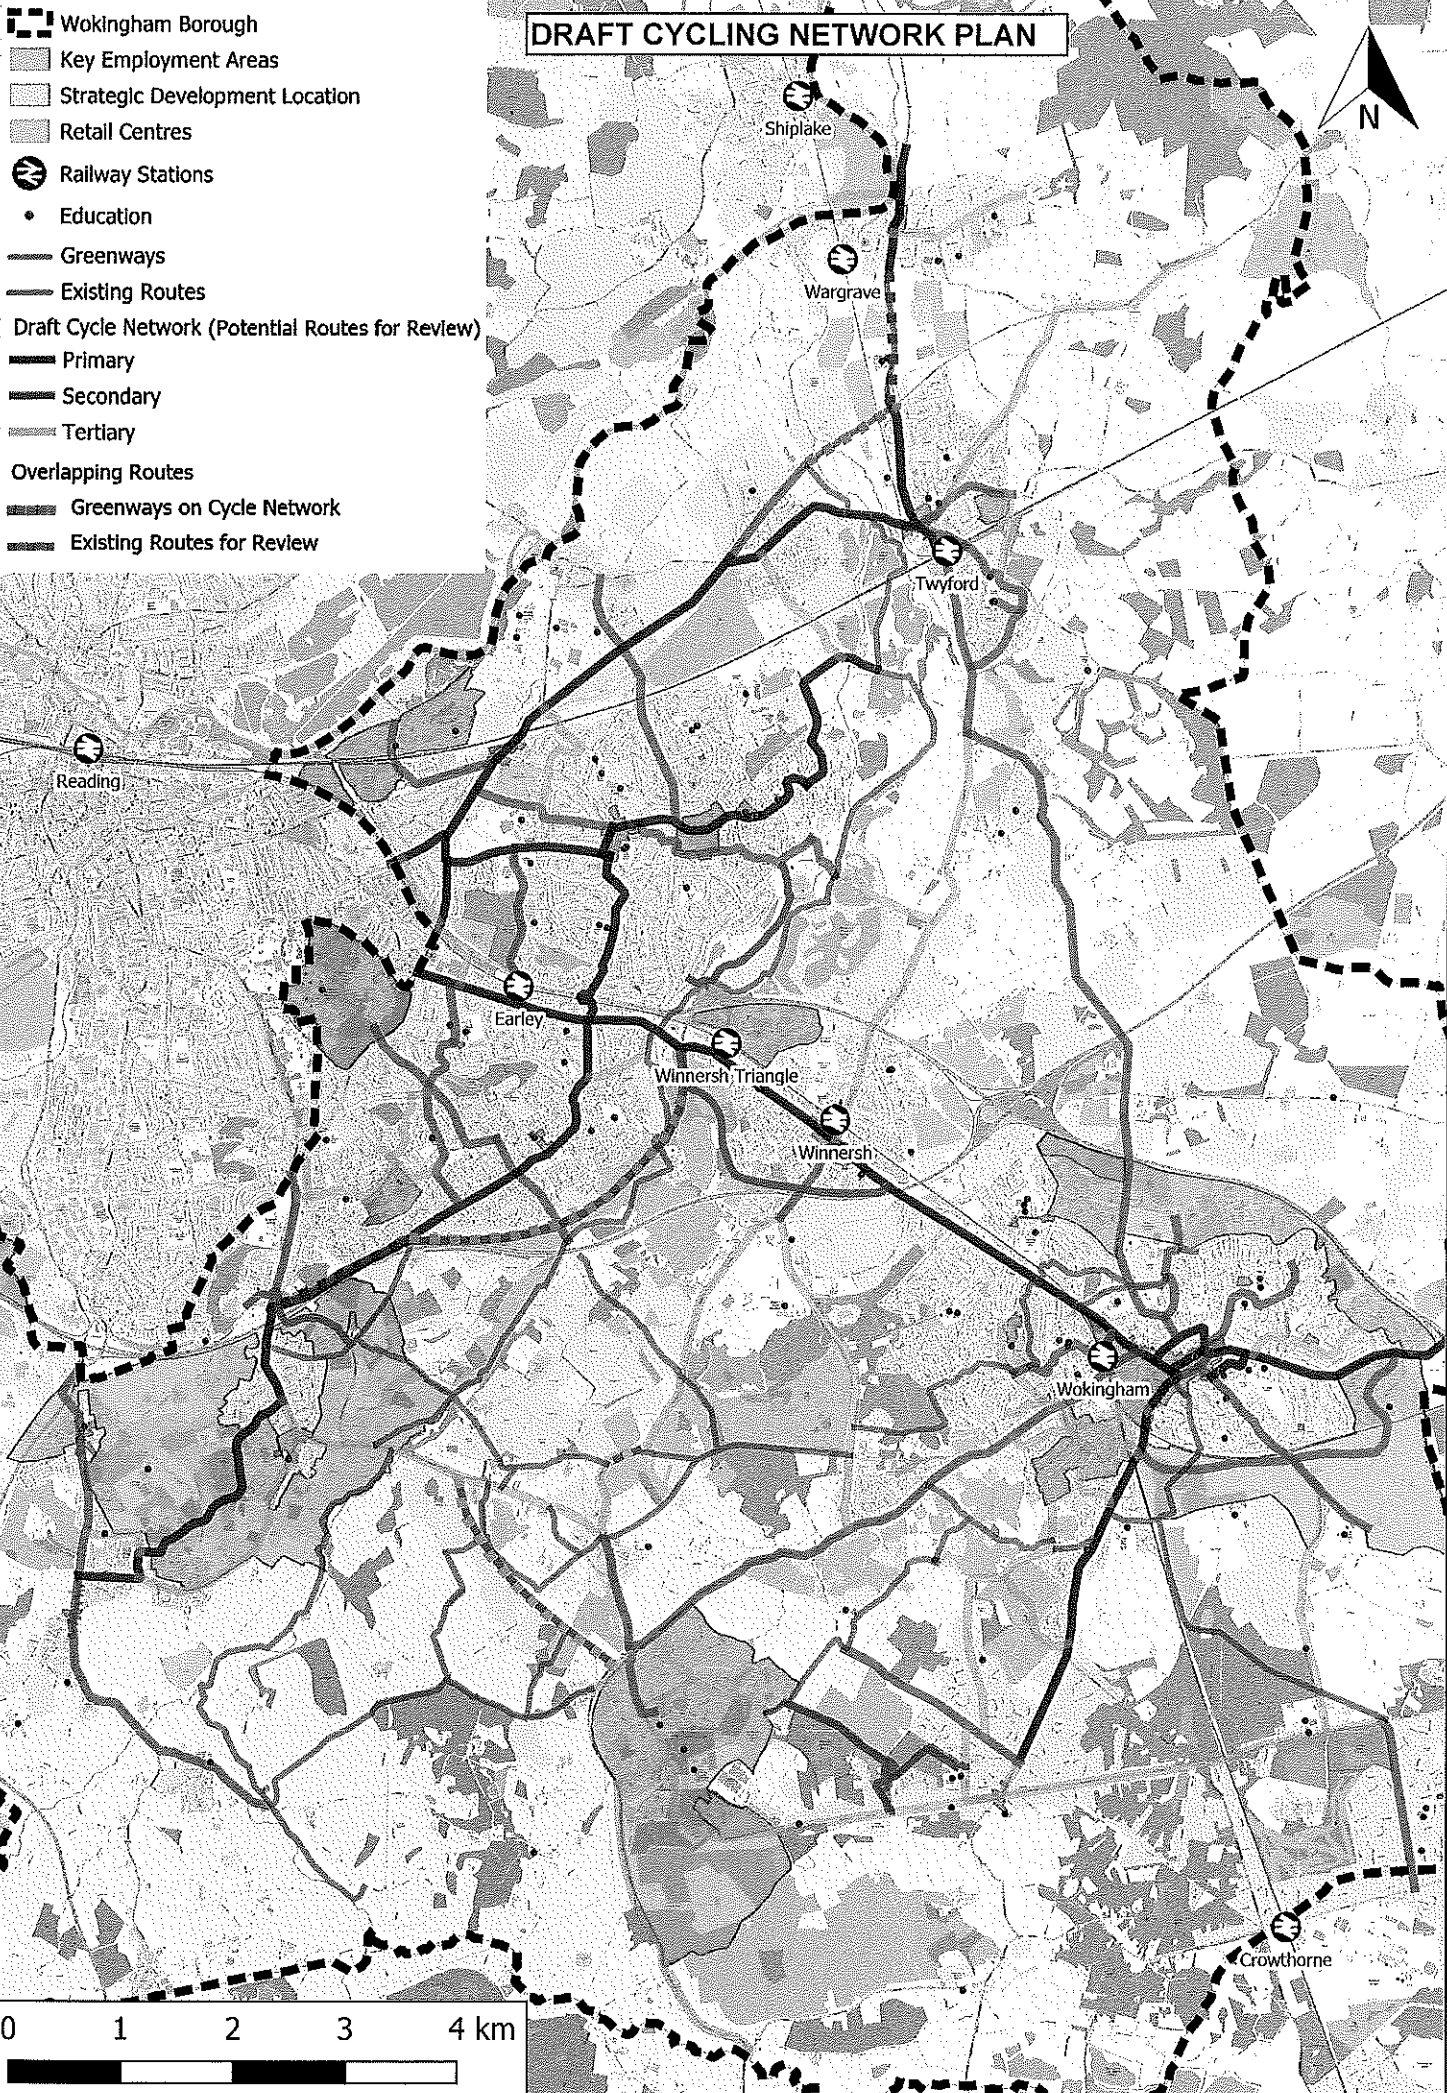 DRAFT CYCLING NETWORK PLAN
Wokingham Borough
Key Employment Areas
Strategic Development Location
Retail Centres
Railway Stations
Education
Greenways
Existing Routes
Draft Cycle Network (Potential Routes for Review)
Primary
Secondary
Tertiary
Overlapping Routes
Greenways on Cycle Network
Existing Routes for Review
N
Shiplake
Wargrave
Twyford
Reading
Earley
Winnersh Triangle
Winnersh
Wokingham
Crowthorne
0 1 2 3 4 km